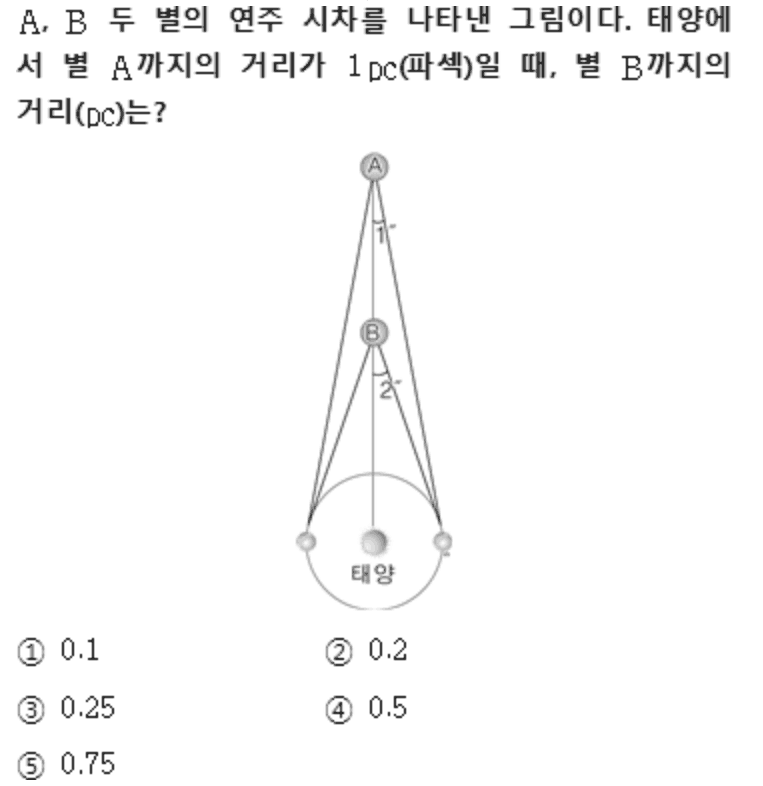 A, B 두 별의 연주 시차를 나타낸 그림이다. 태양에
서 별 A까지의 거리가 1pc(파섹)일 때, 별 B까지의
거리(pc)는?
A
1″
B
2″
태양
① 0.1 ② 0.2
③ 0.25 ④ 0.5
⑤ 0.75